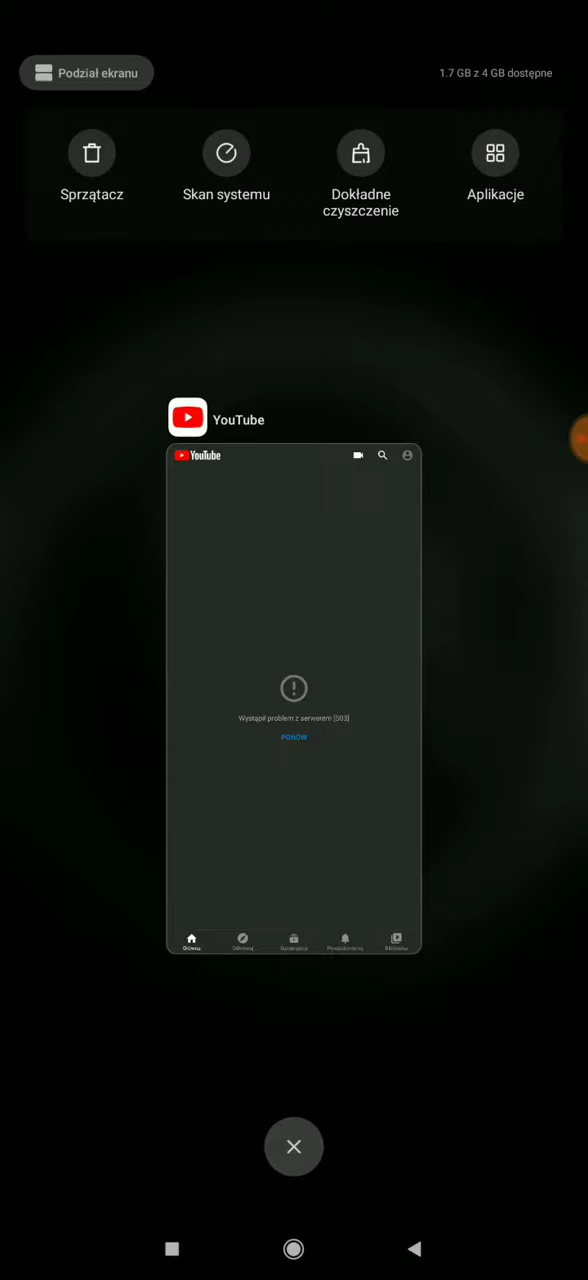 Podział ekranu
1.7 GB z 4 GB dostępne
Sprzątacz
Skan systemu
Dokładne
czyszczenie
Aplikacje
YouTube
YouTube
Wystąpił problem z serwerem [503]
PONÓW
Główna